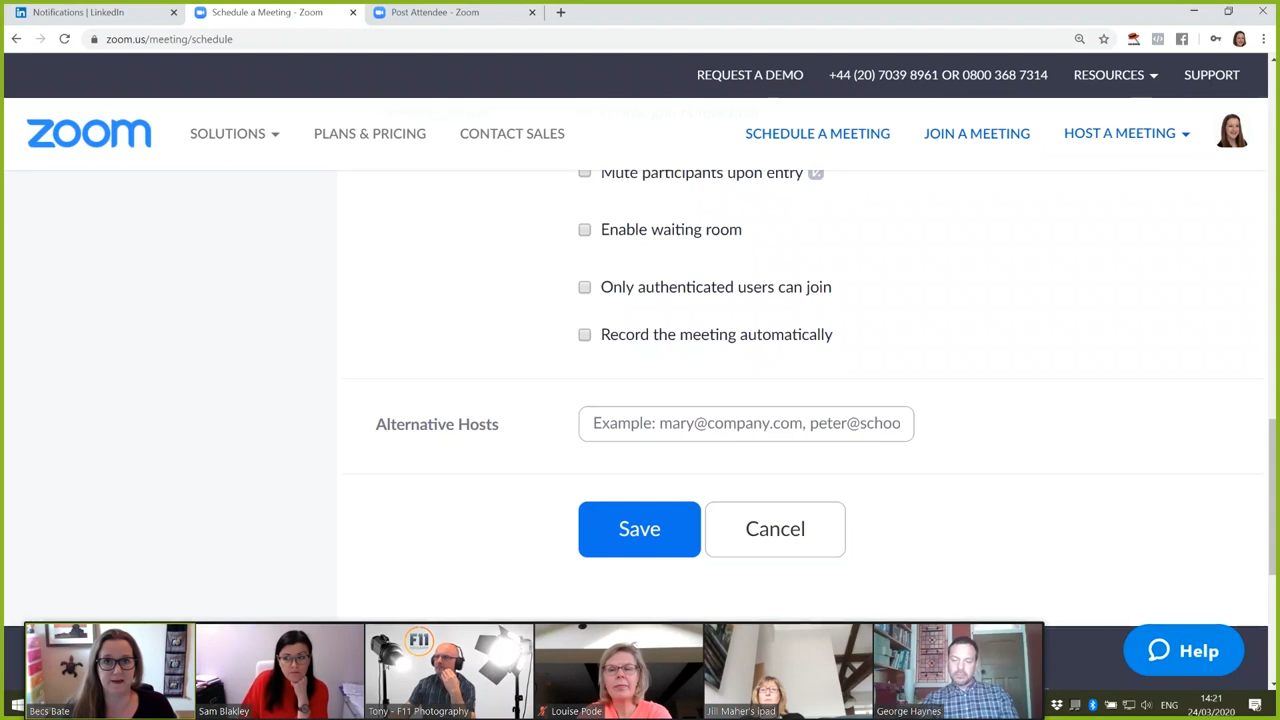 Notifications | LinkedIn
Schedule a Meeting - Zoom
Post Attendee - Zoom
zoom.us/meeting/schedule
REQUEST A DEMO
+44 (20) 7039 8961 OR 0800 368 7314
RESOURCES
SUPPORT
zoom
SOLUTIONS
PLANS & PRICING
CONTACT SALES
SCHEDULE A MEETING
JOIN A MEETING
HOST A MEETING
Mute participants upon entry
Enable waiting room
Only authenticated users can join
Record the meeting automatically
Alternative Hosts
Example: mary@company.com, peter@schoo
Save
Cancel
Help
F11
Becs Bate
Sam Blakley
Tony - F11 Photography
Louise Pode
Jill Maher's ipad
George Haynes
ENG
14:21
24/03/2020